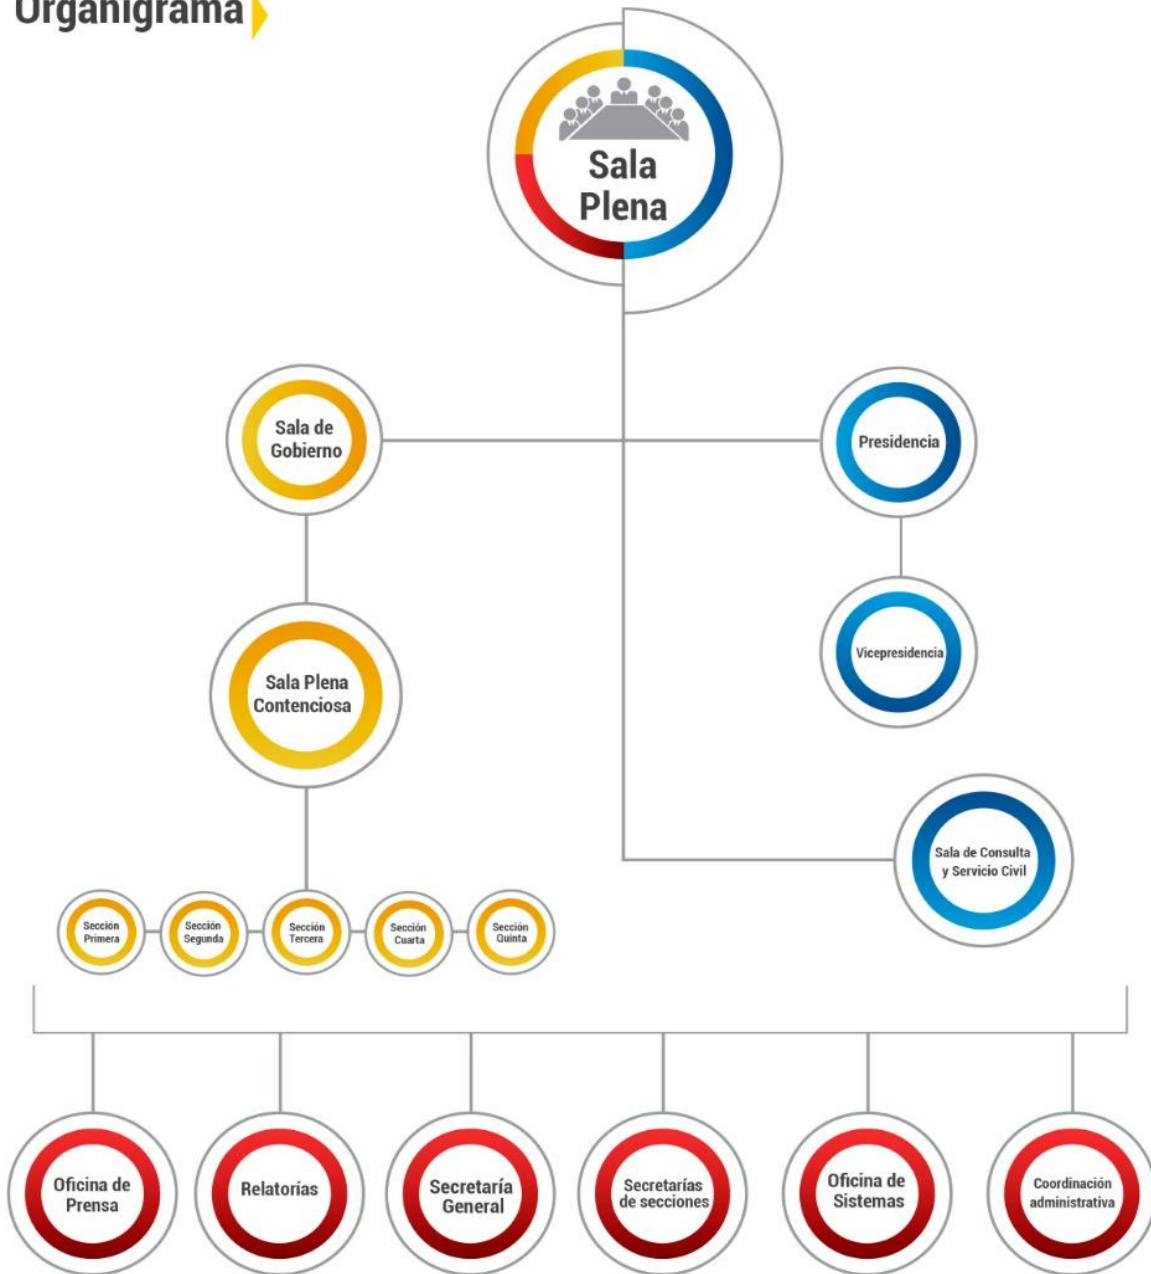 Organigrama
Sala
Plena
Sala de
Gobierno
Presidencia
Vicepresidencia
Sala Plena
Contenciosa
Sala de Consulta
y Servicio Civil
Sección
Primera
Sección
Segunda
Sección
Tercera
Sección
Cuarta
Sección
Quinta
Oficina de
Prensa
Relatorías
Secretaría
General
Secretarías
de secciones
Oficina de
Sistemas
Coordinación
administrativa